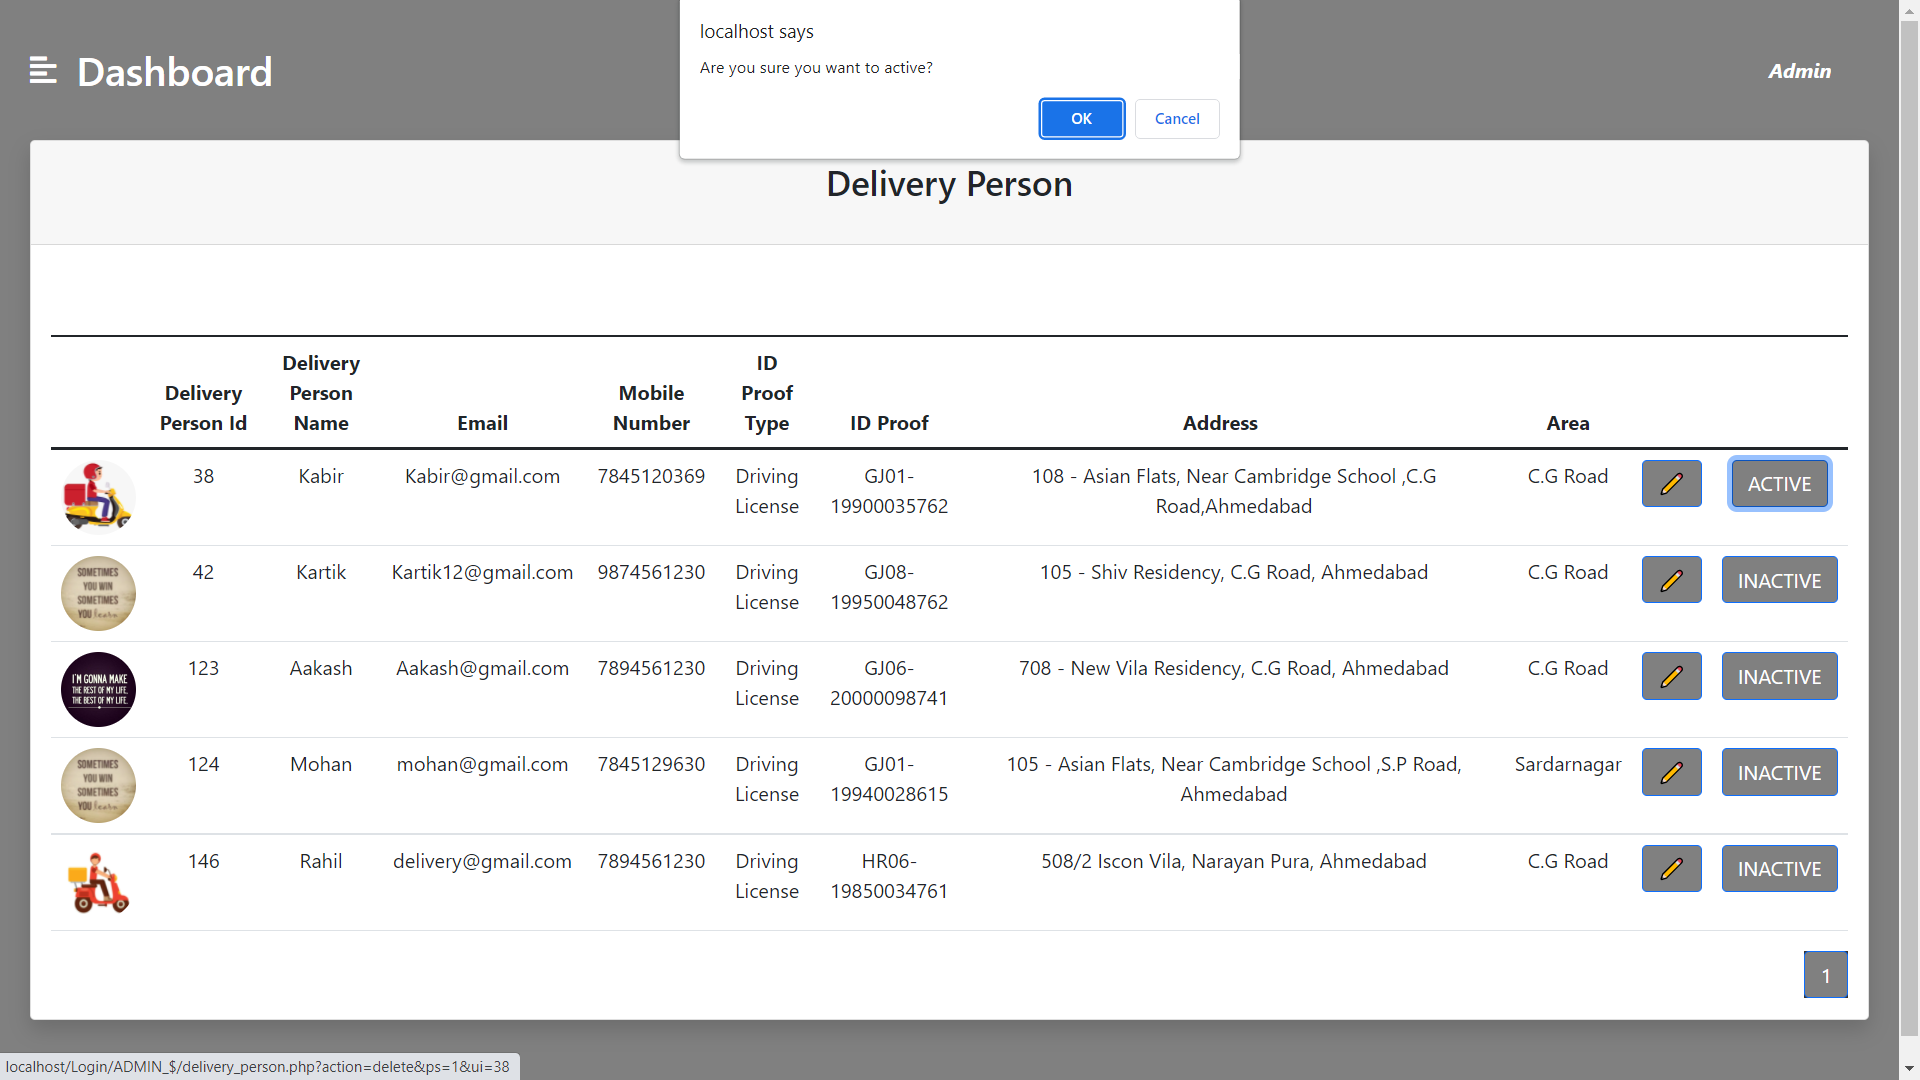 localhost says
Are you sure you want to active?
OK
Cancel
Dashboard
Admin
Delivery Person
Delivery Person Id
Delivery Person Name
Email
Mobile Number
ID Proof Type
ID Proof
Address
Area
38 Kabir Kabir@gmail.com 7845120369 Driving License GJ01-19900035762 108 - Asian Flats, Near Cambridge School ,C.G Road,Ahmedabad C.G Road ACTIVE
SOMETIMES
YOU WIN
SOMETIMES
YOU learn
42 Kartik Kartik12@gmail.com 9874561230 Driving License GJ08-19950048762 105 - Shiv Residency, C.G Road, Ahmedabad C.G Road INACTIVE
I'M GONNA MAKE
THE REST OF MY LIFE,
THE BEST OF MY LIFE.
123 Aakash Aakash@gmail.com 7894561230 Driving License GJ06-20000098741 708 - New Vila Residency, C.G Road, Ahmedabad C.G Road INACTIVE
SOMETIMES
YOU WIN
SOMETIMES
YOU learn
124 Mohan mohan@gmail.com 7845129630 Driving License GJ01-19940028615 105 - Asian Flats, Near Cambridge School ,S.P Road, Ahmedabad Sardarnagar INACTIVE
146 Rahil delivery@gmail.com 7894561230 Driving License HR06-19850034761 508/2 Iscon Vila, Narayan Pura, Ahmedabad C.G Road INACTIVE
1
localhost/Login/ADMIN_$/delivery_person.php?action=delete&ps=1&ui=38